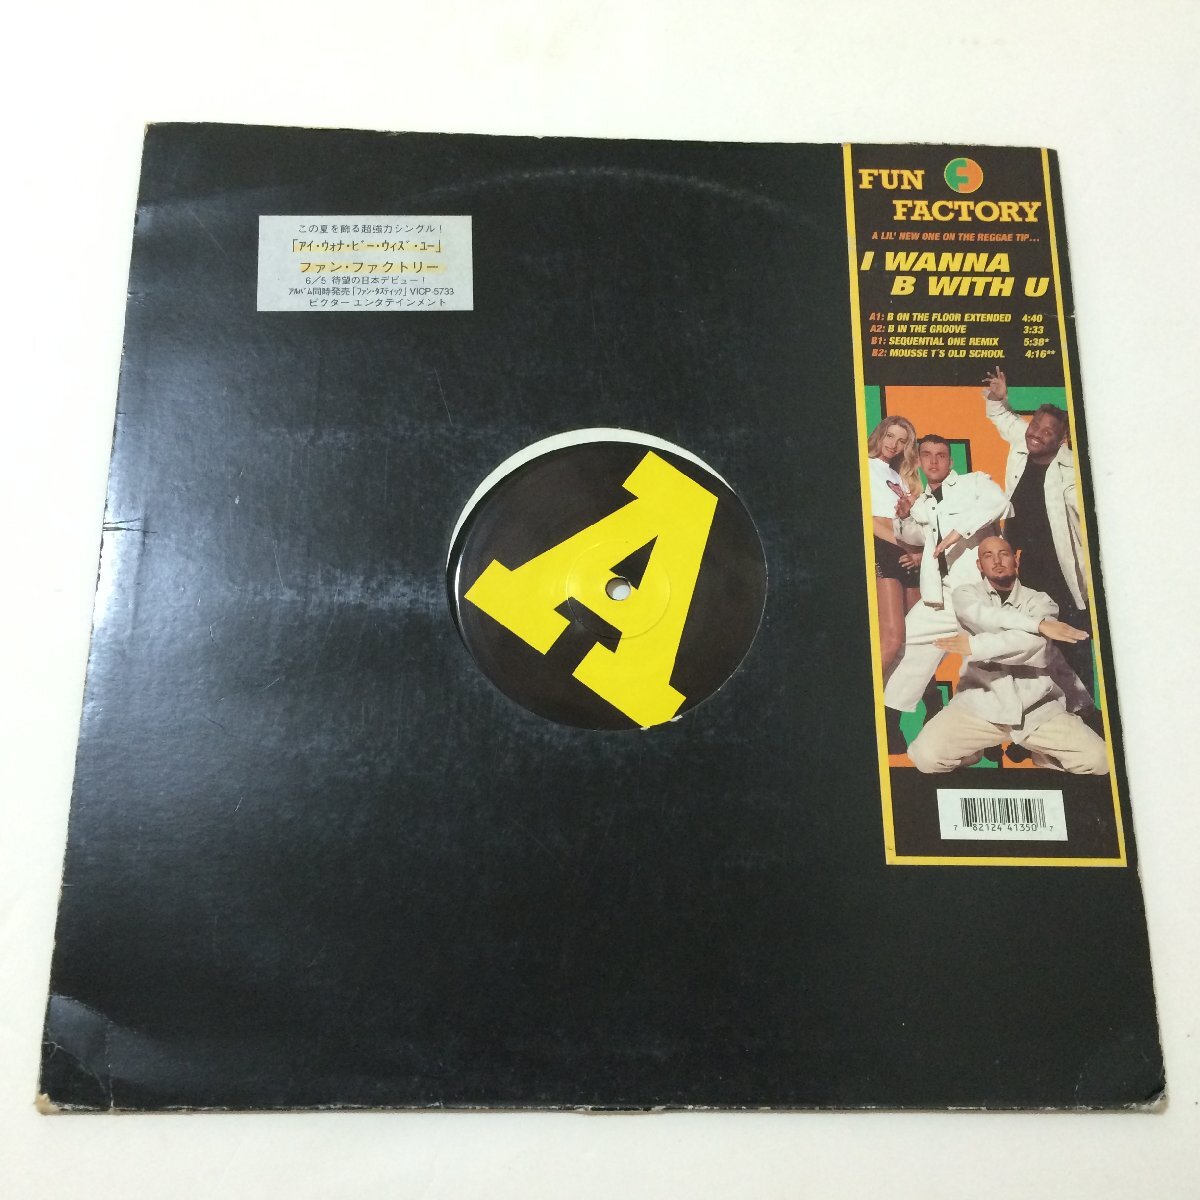 この夏を飾る超強力シングル!
「アイ・ウォナ・ビー・ウィズ・ユー」
ファン・ファクトリー
6/5 待望の日本デビュー!
アルバム同時発売「ファン・タスティック」VICP-5733
ビクターエンタテインメント
A
FUN F
FACTORY
A LIL' NEW ONE ON THE REGGAE TIP...
I WANNA
B WITH U
A1: B ON THE FLOOR EXTENDED 4:40
A2: B IN THE GROOVE 3:33
B1: SEQUENTIAL ONE REMIX 5:38*
B2: MOUSSE T'S OLD SCHOOL 4:16**
7 82124 41350 7